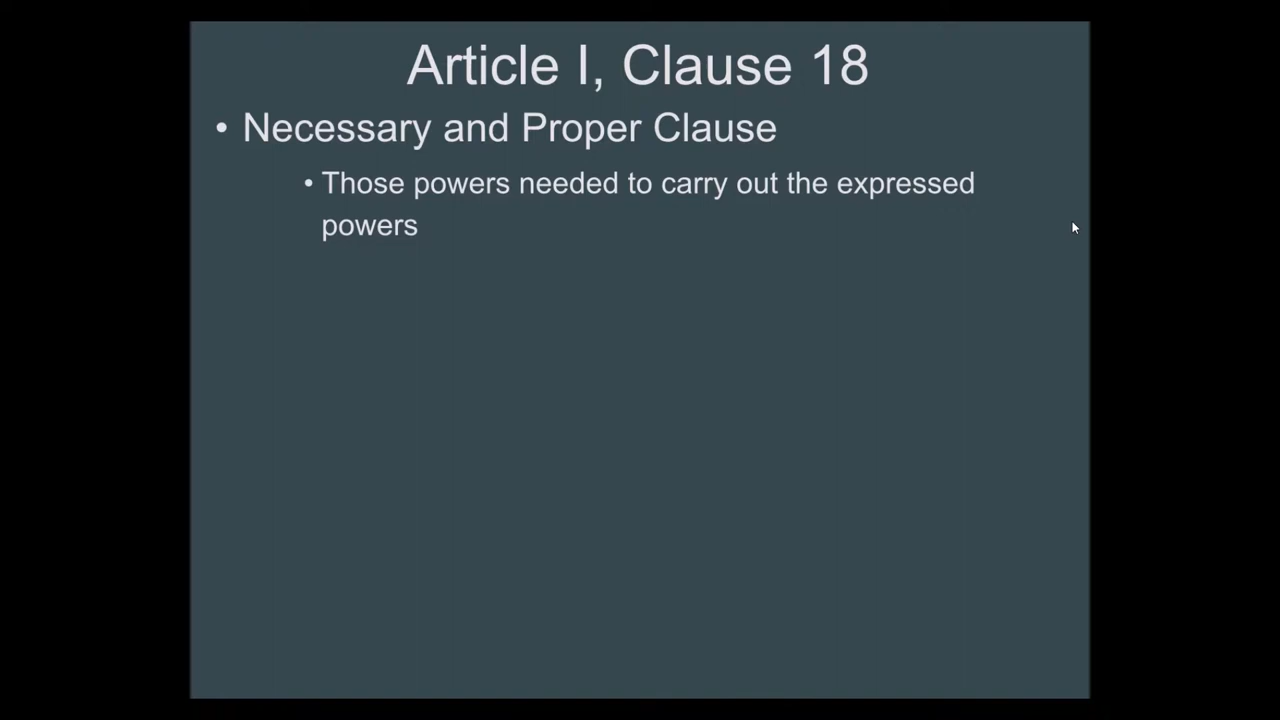 Article I, Clause 18
• Necessary and Proper Clause
• Those powers needed to carry out the expressed
powers